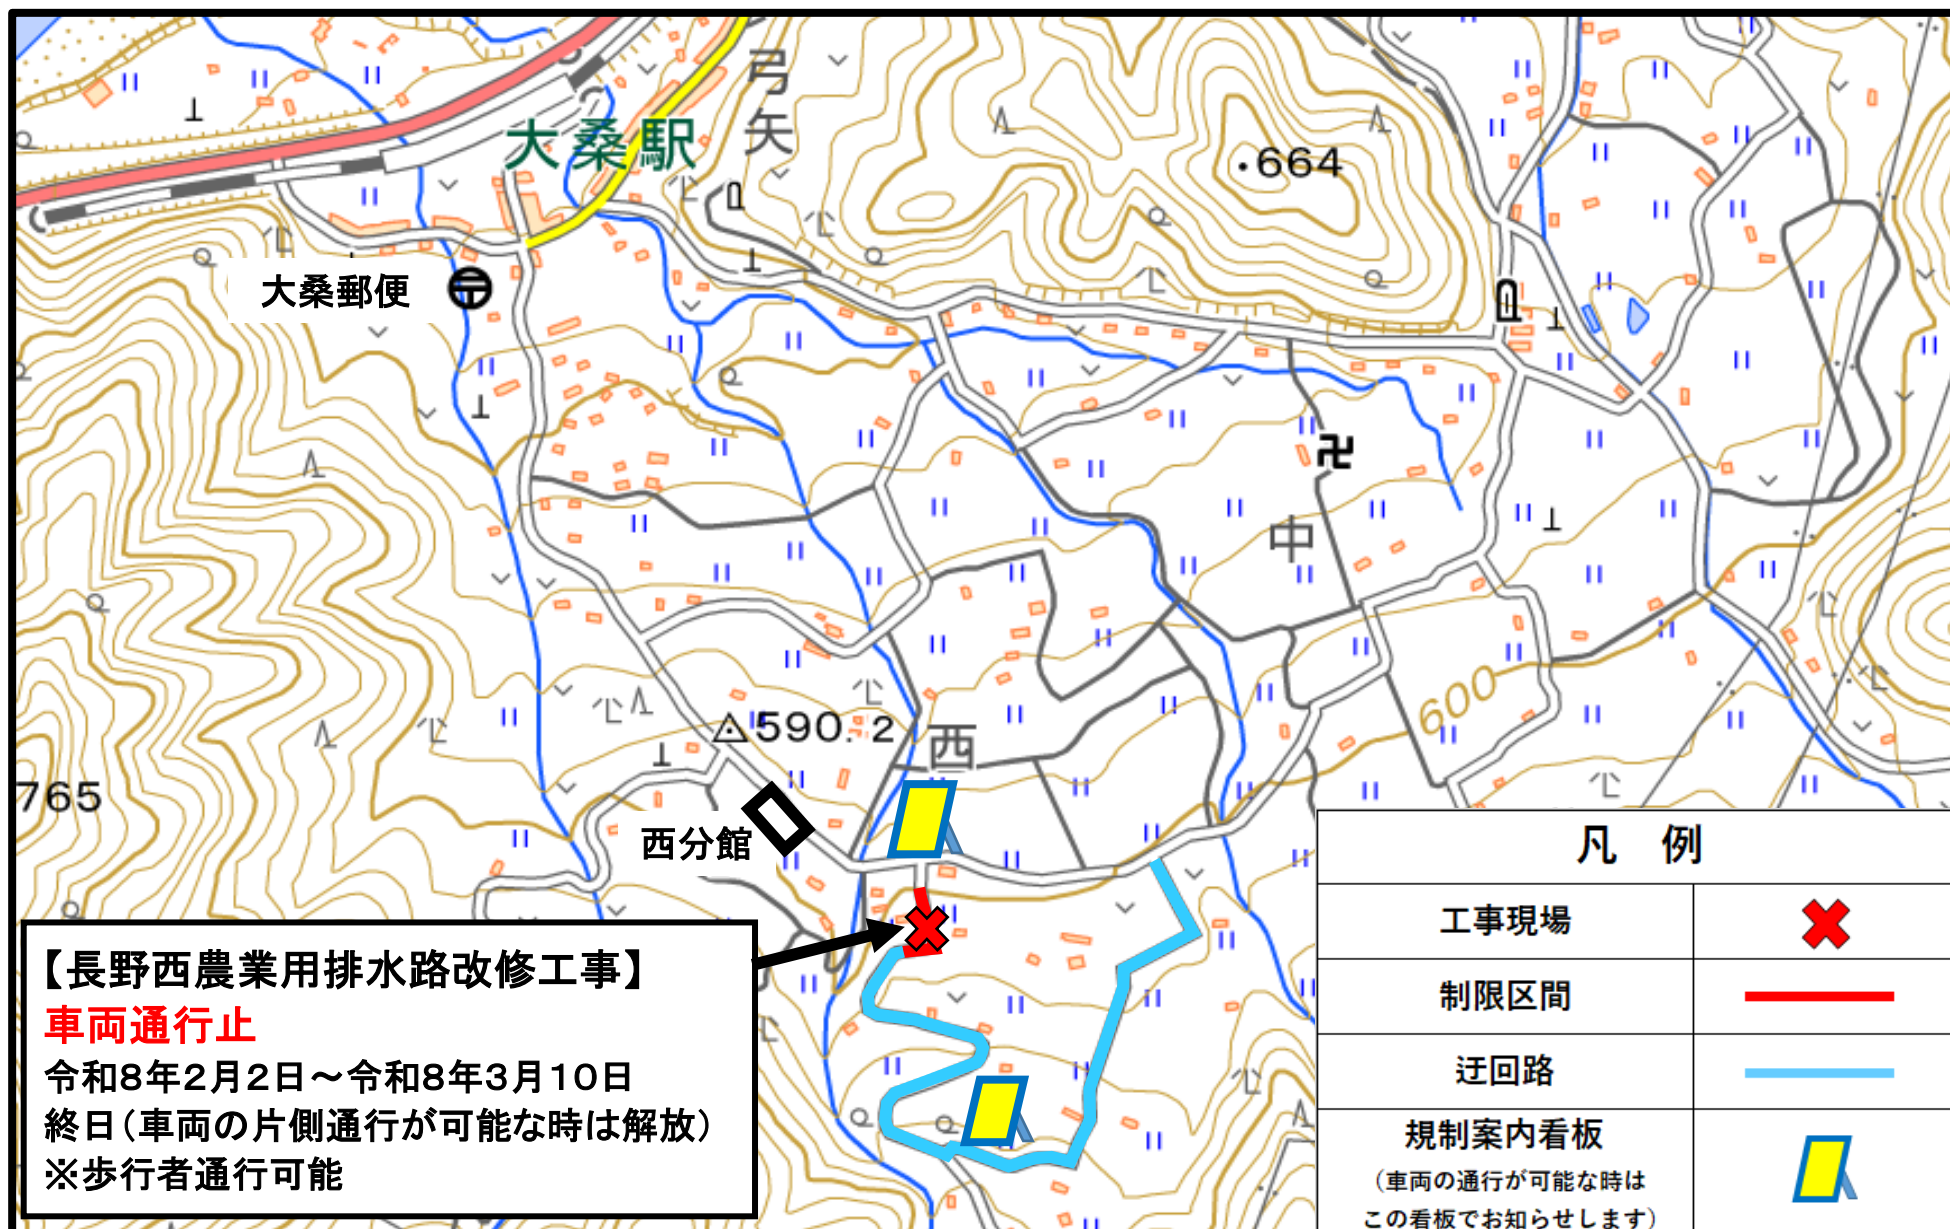 弓矢
大桑駅
・664
大桑郵便
中
600
590.2
西
765
西分館
【長野西農業用排水路改修工事】
車両通行止
令和8年2月2日～令和8年3月10日
終日(車両の片側通行が可能な時は解放)
※歩行者通行可能
凡 例
工事現場
制限区間
迂回路
規制案内看板
(車両の通行が可能な時は
この看板でお知らせします)